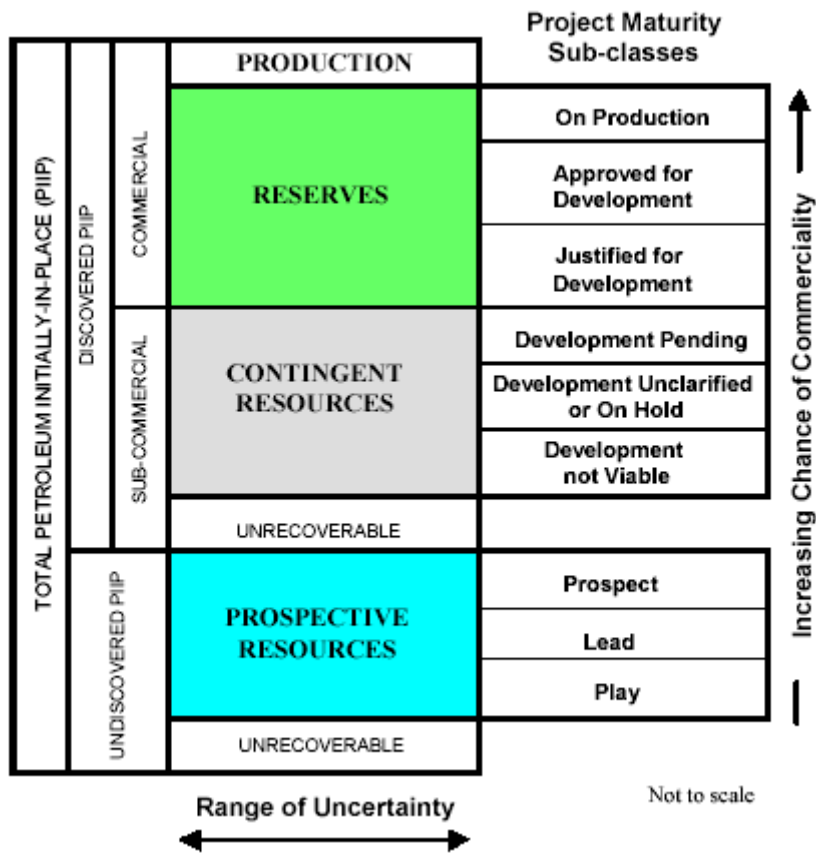 Project Maturity
Sub-classes
PRODUCTION
On Production
RESERVES
Approved for
Development
Justified for
Development
CONTINGENT
RESOURCES
Development Pending
Development Unclarified
or On Hold
Development
not Viable
UNRECOVERABLE
PROSPECTIVE
RESOURCES
Prospect
Lead
Play
UNRECOVERABLE
TOTAL PETROLEUM INITIALLY-IN-PLACE (PIIP)
DISCOVERED PIIP
UNDISCOVERED PIIP
COMMERCIAL
SUB-COMMERCIAL
Increasing Chance of Commerciality
Range of Uncertainty
Not to scale